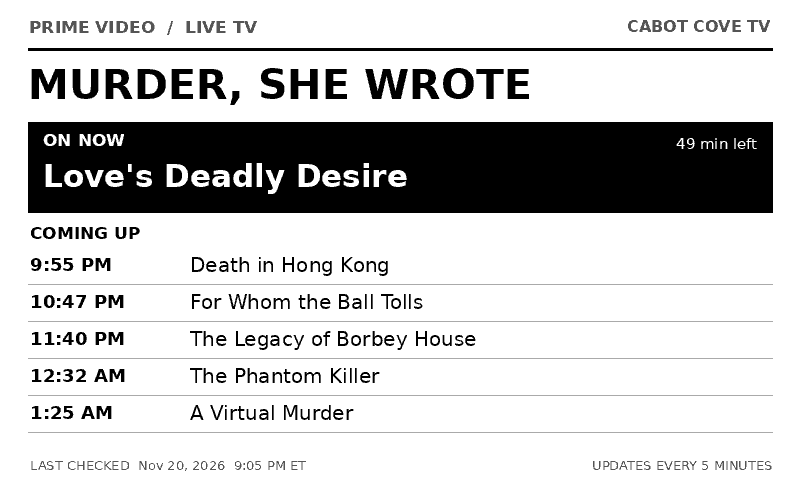 PRIME VIDEO / LIVE TV
CABOT COVE TV
MURDER, SHE WROTE
ON NOW
49 min left
Love's Deadly Desire
COMING UP
9:55 PM Death in Hong Kong
10:47 PM For Whom the Ball Tolls
11:40 PM The Legacy of Borbey House
12:32 AM The Phantom Killer
1:25 AM A Virtual Murder
LAST CHECKED Nov 20, 2026 9:05 PM ET
UPDATES EVERY 5 MINUTES